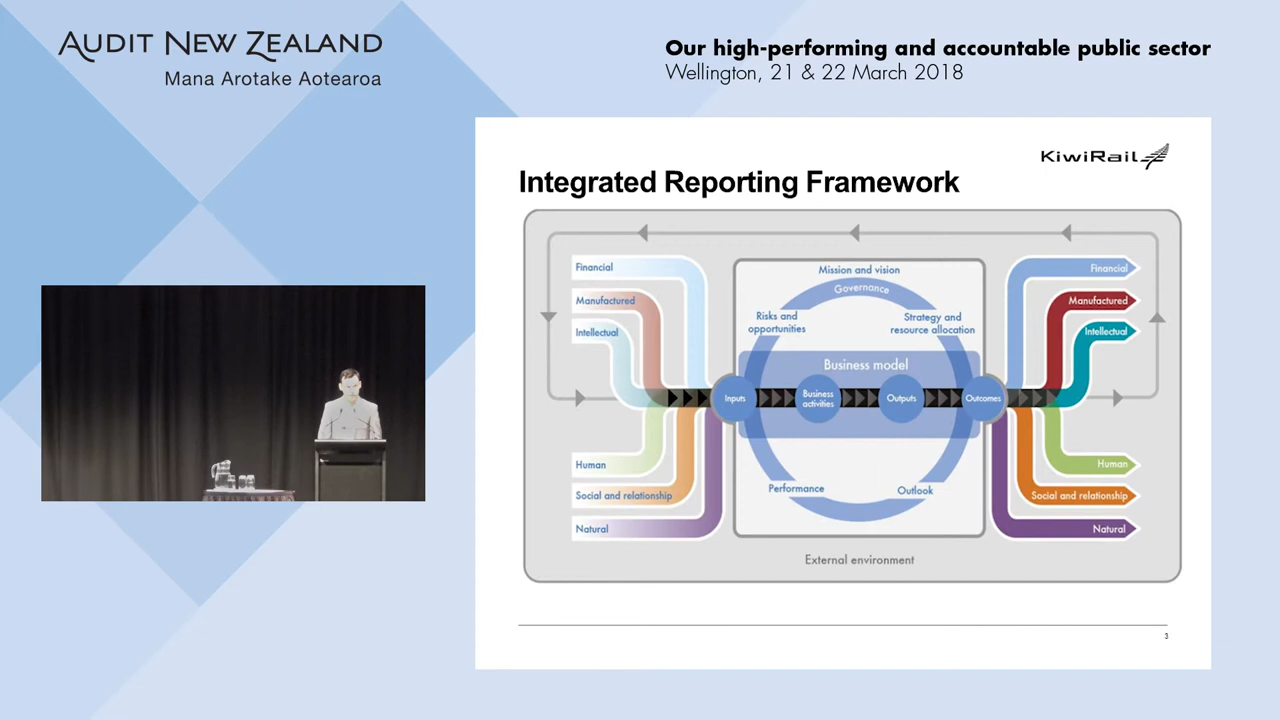 AUDIT NEW ZEALAND
Mana Arotake Aotearoa
Our high-performing and accountable public sector
Wellington, 21 & 22 March 2018
KiwiRail
Integrated Reporting Framework
Financial
Manufactured
Intellectual
Human
Social and relationship
Natural
Mission and vision
Governance
Risks and
opportunities
Strategy and
resource allocation
Business model
Inputs
Business
activities
Outputs
Outcomes
Performance
Outlook
Financial
Manufactured
Intellectual
Human
Social and relationship
Natural
External environment
3